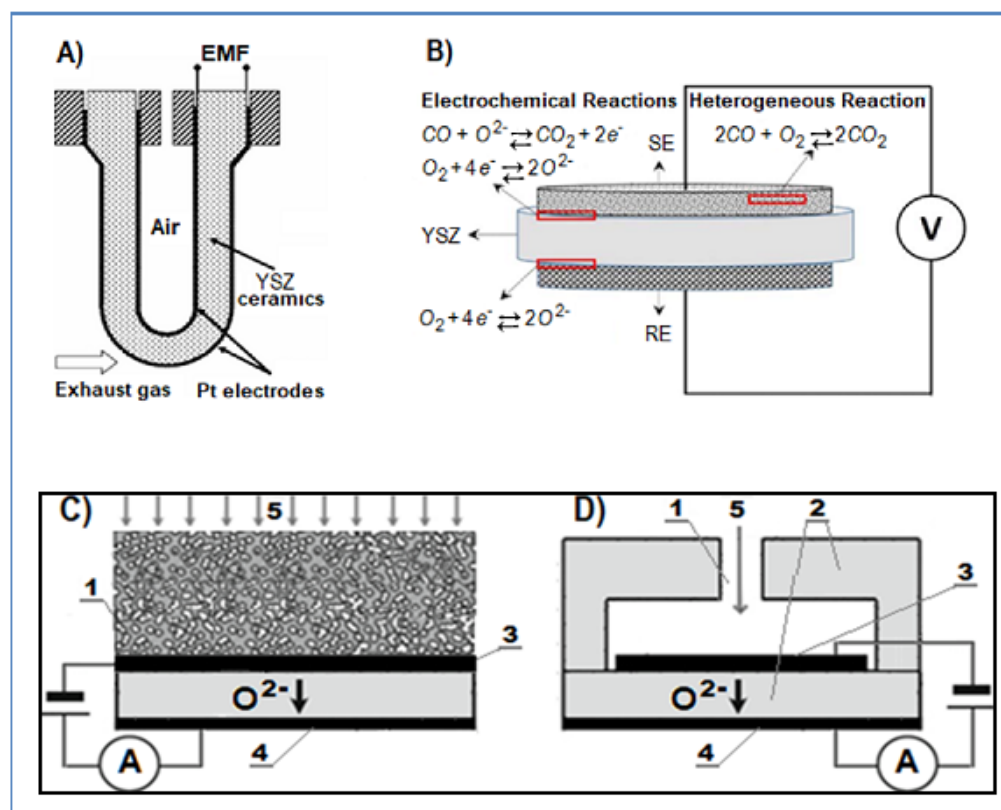 A)
EMF
Air
YSZ
ceramics
Exhaust gas
Pt electrodes
B)
Electrochemical Reactions
Heterogeneous Reaction
CO + O²⁻ ⇄ CO₂ + 2e⁻
SE
2CO + O₂ ⇄ 2CO₂
O₂ + 4e⁻ ⇄ 2O²⁻
YSZ
V
O₂ + 4e⁻ ⇄ 2O²⁻
RE
C)
5
1
3
O²⁻
4
A
D)
1
5
2
3
O²⁻
4
A